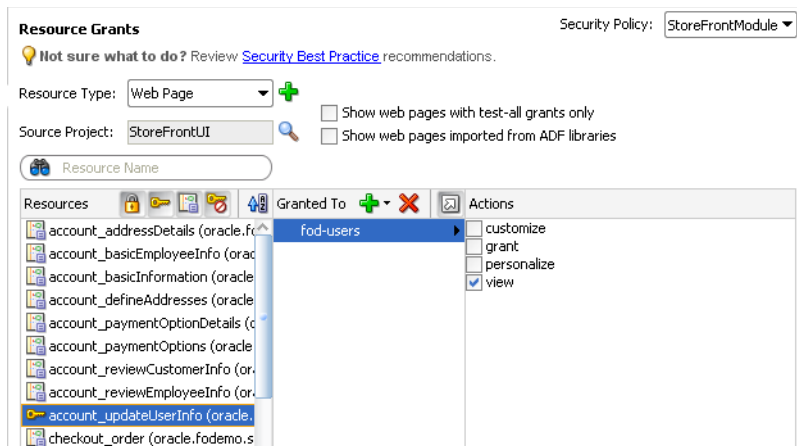 Resource Grants
Security Policy: StoreFrontModule
Not sure what to do? Review Security Best Practice recommendations.
Resource Type: Web Page
Show web pages with test-all grants only
Source Project: StoreFrontUI
Show web pages imported from ADF libraries
Resource Name
Resources Granted To Actions
account_addressDetails (oracle.fo
fod-users
customize
account_basicEmployeeInfo (orac
grant
account_basicInformation (oracle
personalize
account_defineAddresses (oracle
view
account_paymentOptionDetails (o
account_paymentOptions (oracle
account_reviewCustomerInfo (or
account_reviewEmployeeInfo (or
account_updateUserInfo (oracle.
checkout_order (oracle.fodemo.s